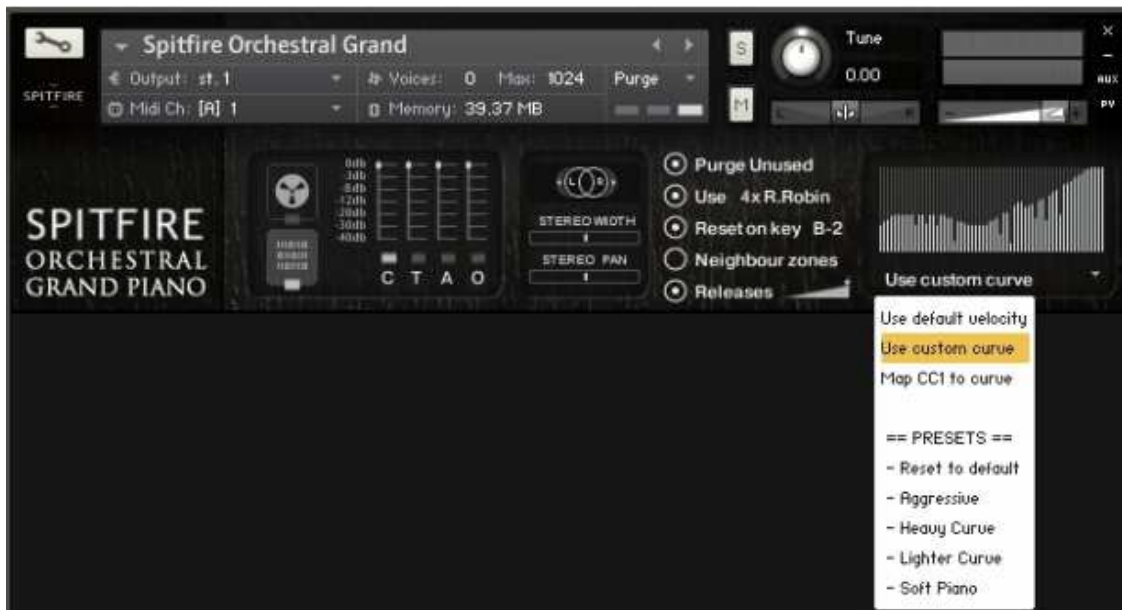 Spitfire Orchestral Grand
SPITFIRE
Output: st. 1
Voices: 0 Max: 1024 Purge
Midi Ch: [A] 1
Memory: 39.37 MB
S
M
Tune
0.00
L R
AUX
PV
SPITFIRE
ORCHESTRAL
GRAND PIANO
0db
-3db
-8db
-12db
-20db
-30db
-40db
C T A O
L R
STEREO WIDTH
STEREO PAN
Purge Unused
Use 4x R.Robin
Reset on key B-2
Neighbour zones
Releases
Use custom curve
Use default velocity
Use custom curve
Map CC1 to curve
== PRESETS ==
- Reset to default
- Aggressive
- Heavy Curve
- Lighter Curve
- Soft Piano